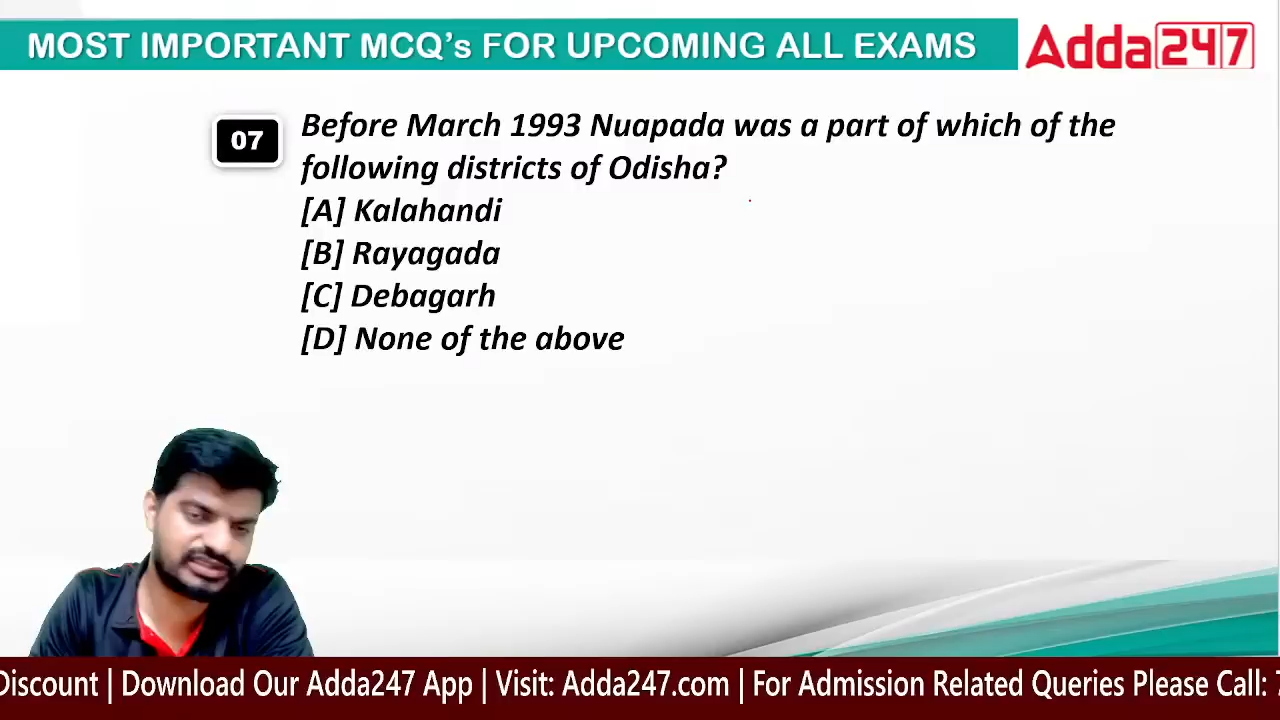 MOST IMPORTANT MCQ's FOR UPCOMING ALL EXAMS
Adda247
07
Before March 1993 Nuapada was a part of which of the
following districts of Odisha?
[A] Kalahandi
[B] Rayagada
[C] Debagarh
[D] None of the above
Discount | Download Our Adda247 App | Visit: Adda247.com | For Admission Related Queries Please Call: